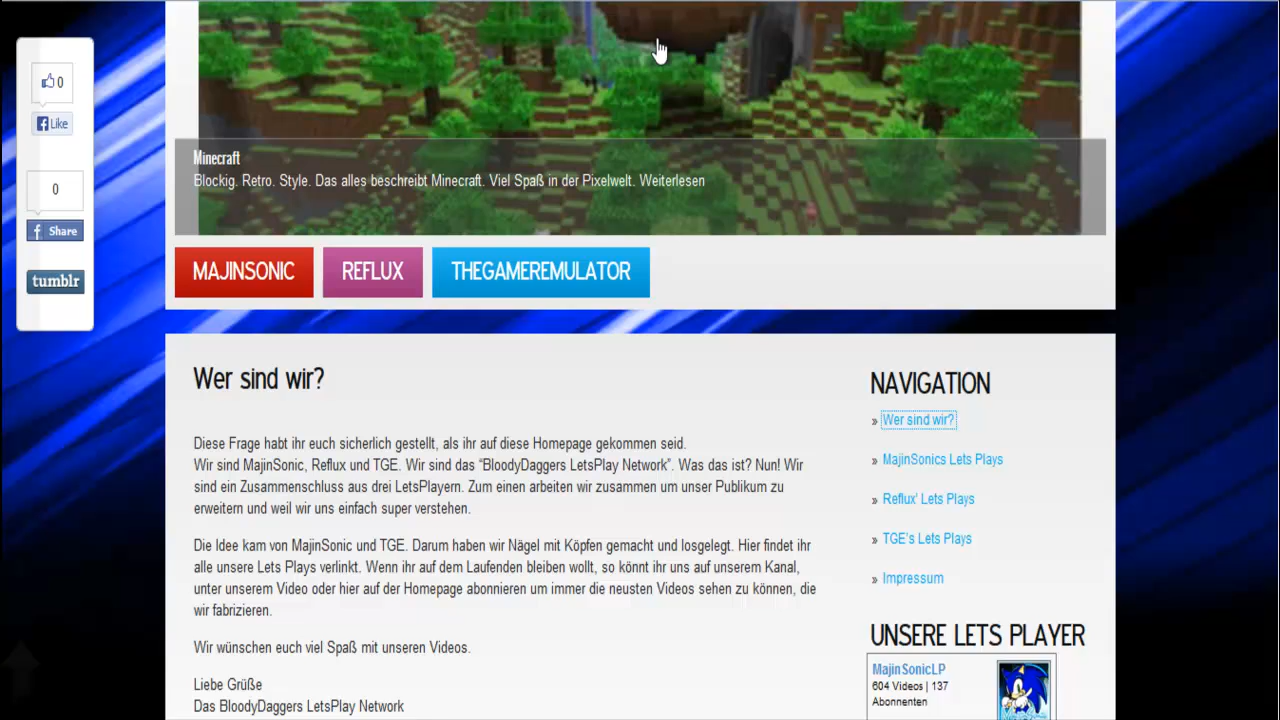 0
Like
0
Share
tumblr
Minecraft
Blockig. Retro. Style. Das alles beschreibt Minecraft. Viel Spaß in der Pixelwelt. Weiterlesen
MAJINSONIC
REFLUX
THEGAMEREMULATOR
Wer sind wir?
Diese Frage habt ihr euch sicherlich gestellt, als ihr auf diese Homepage gekommen seid.
Wir sind MajinSonic, Reflux und TGE. Wir sind das “BloodyDaggers LetsPlay Network”. Was das ist? Nun! Wir
sind ein Zusammenschluss aus drei LetsPlayern. Zum einen arbeiten wir zusammen um unser Publikum zu
erweitern und weil wir uns einfach super verstehen.
Die Idee kam von MajinSonic und TGE. Darum haben wir Nägel mit Köpfen gemacht und losgelegt. Hier findet ihr
alle unsere Lets Plays verlinkt. Wenn ihr auf dem Laufenden bleiben wollt, so könnt ihr uns auf unserem Kanal,
unter unserem Video oder hier auf der Homepage abonnieren um immer die neusten Videos sehen zu können, die
wir fabrizieren.
Wir wünschen euch viel Spaß mit unseren Videos.
Liebe Grüße
Das BloodyDaggers LetsPlay Network
NAVIGATION
» Wer sind wir?
» MajinSonics Lets Plays
» Reflux’ Lets Plays
» TGE’s Lets Plays
» Impressum
UNSERE LETS PLAYER
MajinSonicLP
604 Videos | 137
Abonnenten